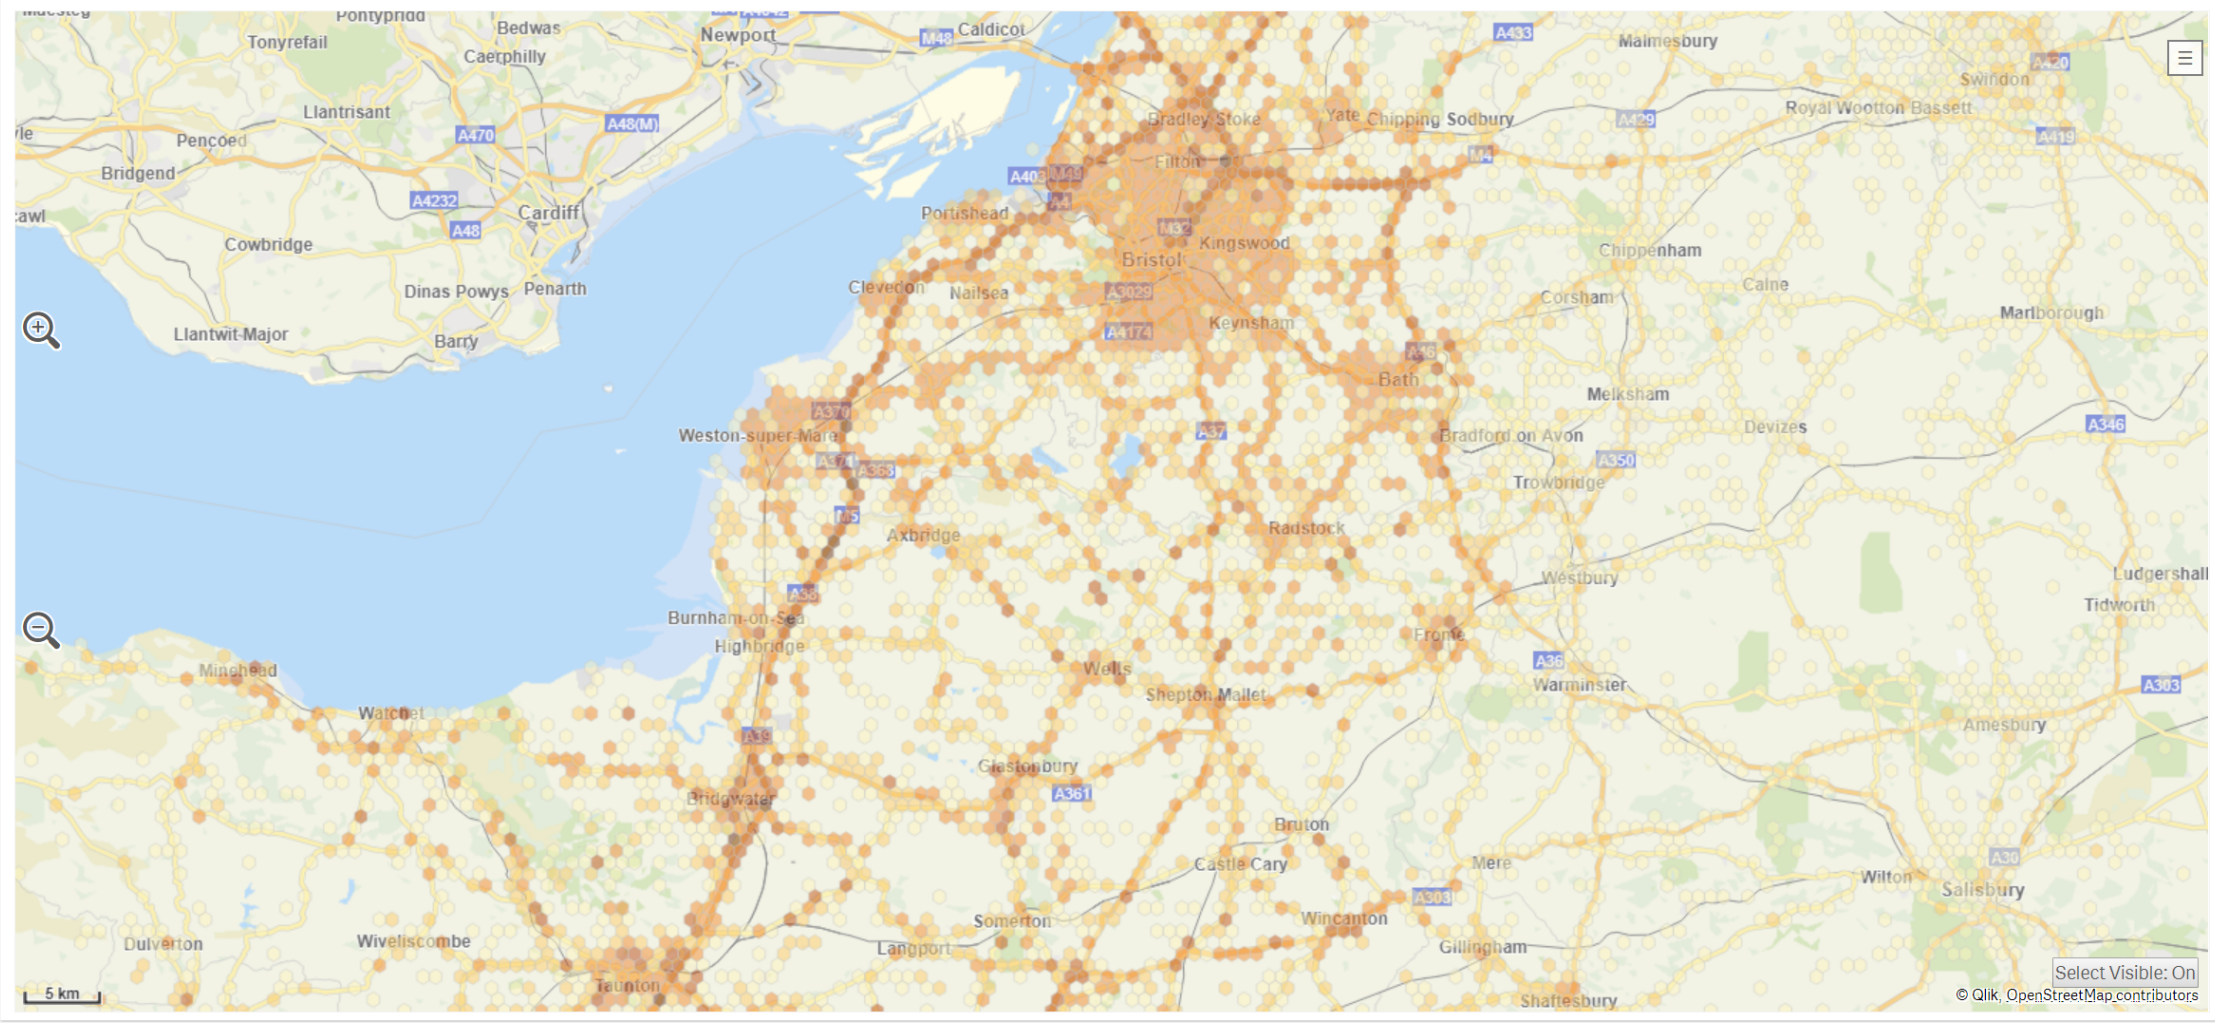 Pontypridd
Bedwas
Tonyrefail
Caerphilly
Newport
M48
Caldicot
A433
Malmesbury
A420
Swindon
Llantrisant
A48(M)
A470
Pencoed
Bridgend
Bradley Stoke
Yate
Chipping Sodbury
A429
Royal Wootton Bassett
A419
Filton
M4
A403
M49
A4
A4232
A48
Cardiff
Portishead
M32
Kingswood
Cowbridge
Bristol
Chippenham
Dinas Powys
Penarth
Clevedon
Nailsea
A3029
Corsham
Calne
Llantwit-Major
Barry
A4174
Keynsham
Marlborough
A46
Bath
Melksham
A370
Weston-super-Mare
A37
Bradford on Avon
Devizes
A346
A371
A368
A350
Trowbridge
M5
Axbridge
Radstock
Westbury
Ludgershall
A38
Tidworth
Burnham-on-Sea
Highbridge
Frome
Minehead
Wells
A36
Warminster
A303
Shepton Mallet
Watchet
Amesbury
A39
Glastonbury
A361
Bridgwater
Bruton
Castle Cary
Mere
A30
Wilton
Salisbury
A303
Somerton
Wincanton
Dulverton
Wiveliscombe
Langport
Gillingham
Select Visible: On
Taunton
5 km
Shaftesbury
© Qlik, OpenStreetMap contributors